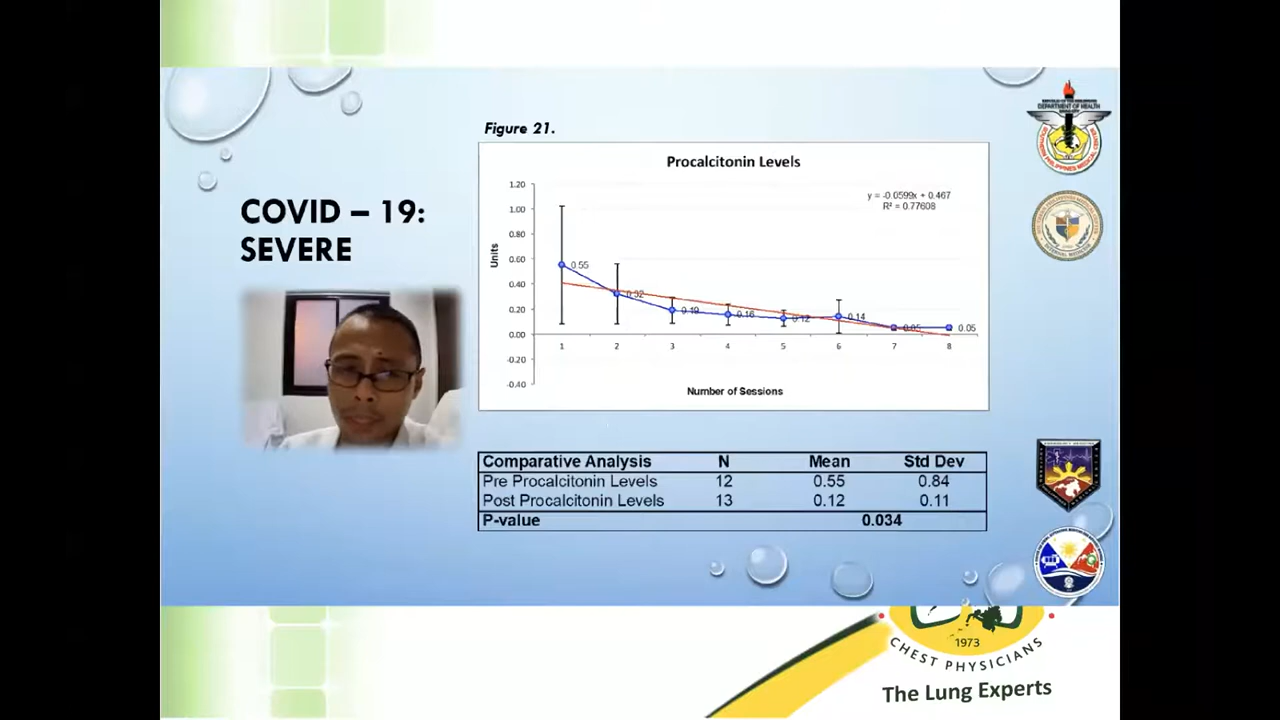 Figure 21.
COVID – 19:
SEVERE
Procalcitonin Levels
y = -0.0599x + 0.467
R² = 0.77608
Units
1.20
1.00
0.80
0.60
0.40
0.20
0.00
-0.20
-0.40
0.55
0.32
0.19
0.16
0.12
0.14
0.05
0.05
1 2 3 4 5 6 7 8
Number of Sessions
Comparative Analysis N Mean Std Dev
Pre Procalcitonin Levels 12 0.55 0.84
Post Procalcitonin Levels 13 0.12 0.11
P-value 0.034
DEPARTMENT OF HEALTH
1973
CHEST PHYSICIANS
The Lung Experts